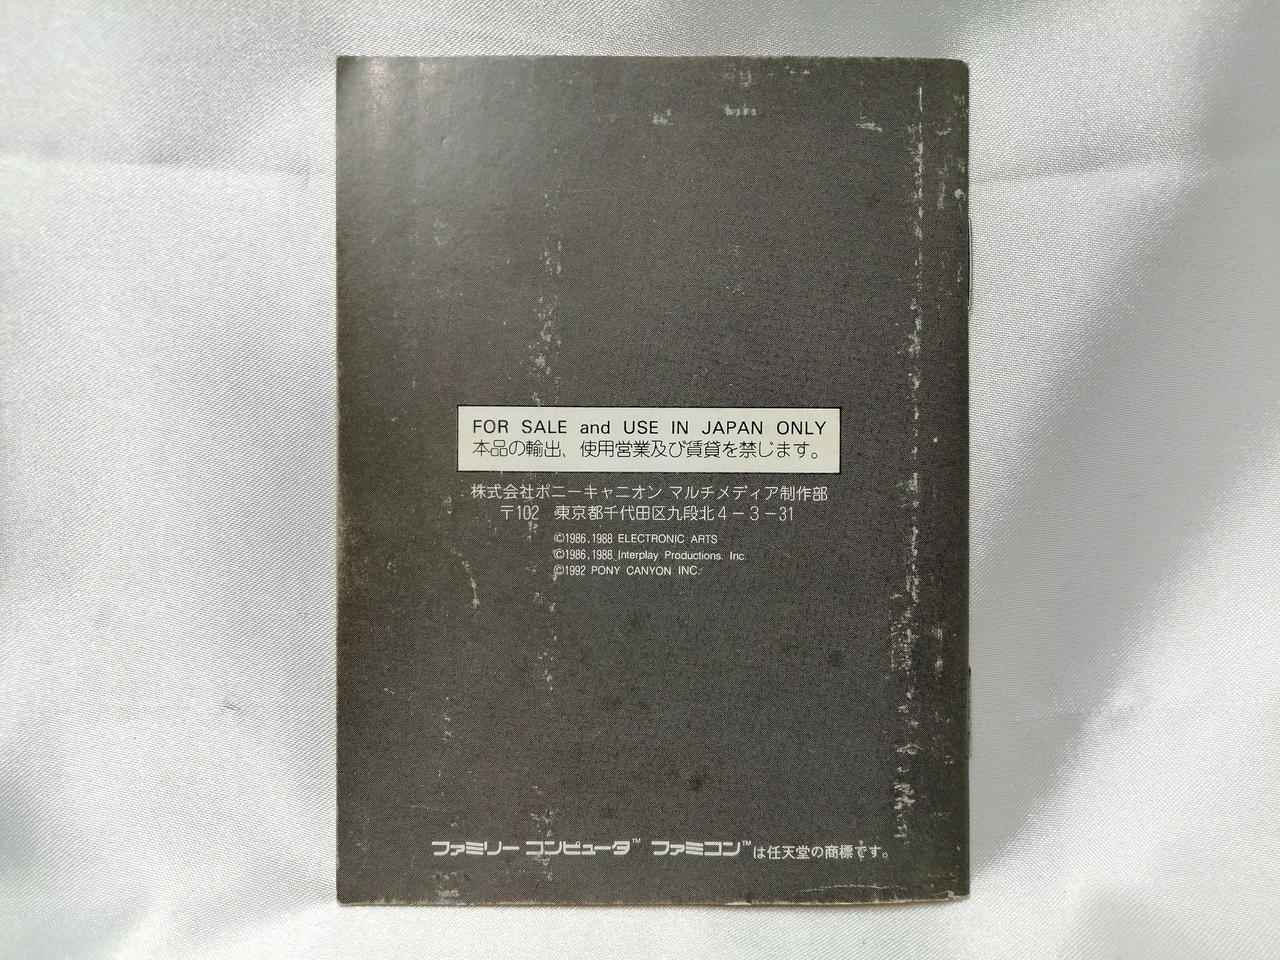 FOR SALE and USE IN JAPAN ONLY
本品の輸出、使用営業及び賃貸を禁じます。
株式会社ポニーキャニオン マルチメディア制作部
〒102 東京都千代田区九段北4－3－31
©1986,1988 ELECTRONIC ARTS
©1986,1988 Interplay Productions. Inc.
©1992 PONY CANYON INC.
ファミリー コンピュータ™ ファミコン™は任天堂の商標です。